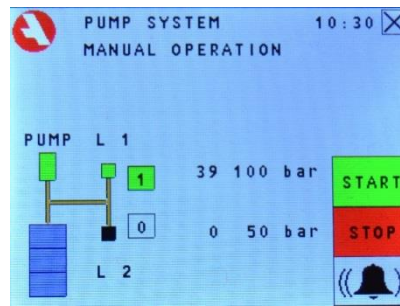 PUMP SYSTEM 10:30
MANUAL OPERATION
PUMP L 1
1 39 100 bar START
0 0 50 bar STOP
L 2